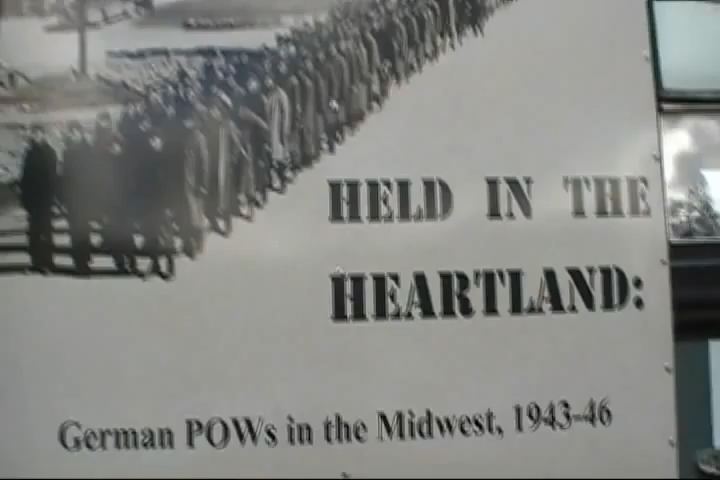 HELD IN THE
HEARTLAND:
German POWs in the Midwest, 1943-46